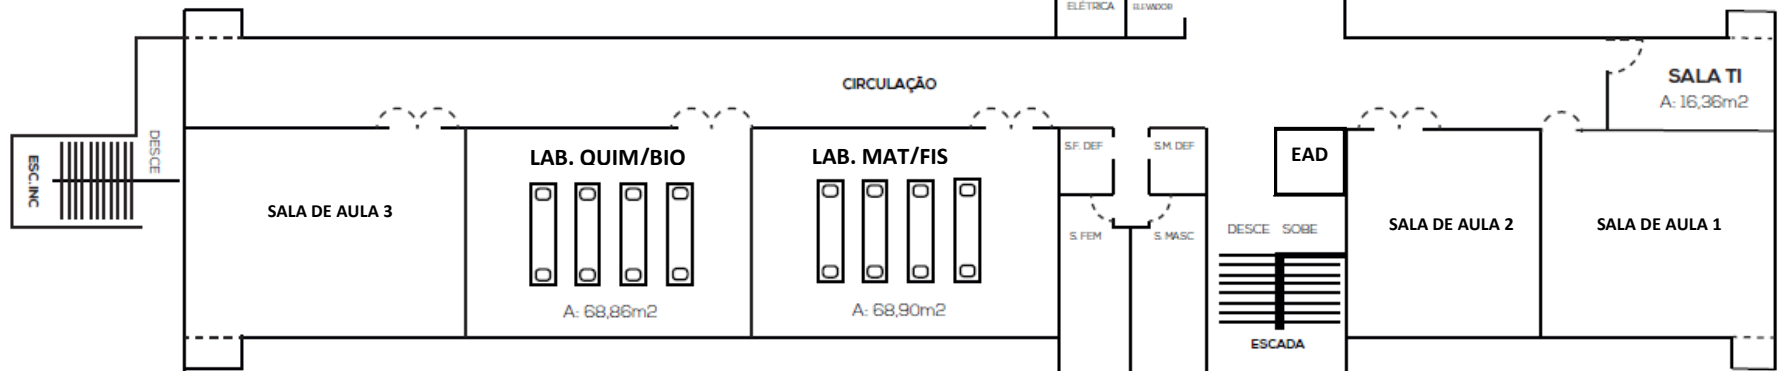 ELÉTRICA
ELEVADOR
CIRCULAÇÃO
SALA TI
A: 16,36m2
DESCE
ESC.INC
SALA DE AULA 3
LAB. QUIM/BIO
A: 68,86m2
LAB. MAT/FIS
A: 68,90m2
S.F. DEF
S.M. DEF
S. FEM
S. MASC
EAD
DESCE SOBE
ESCADA
SALA DE AULA 2
SALA DE AULA 1